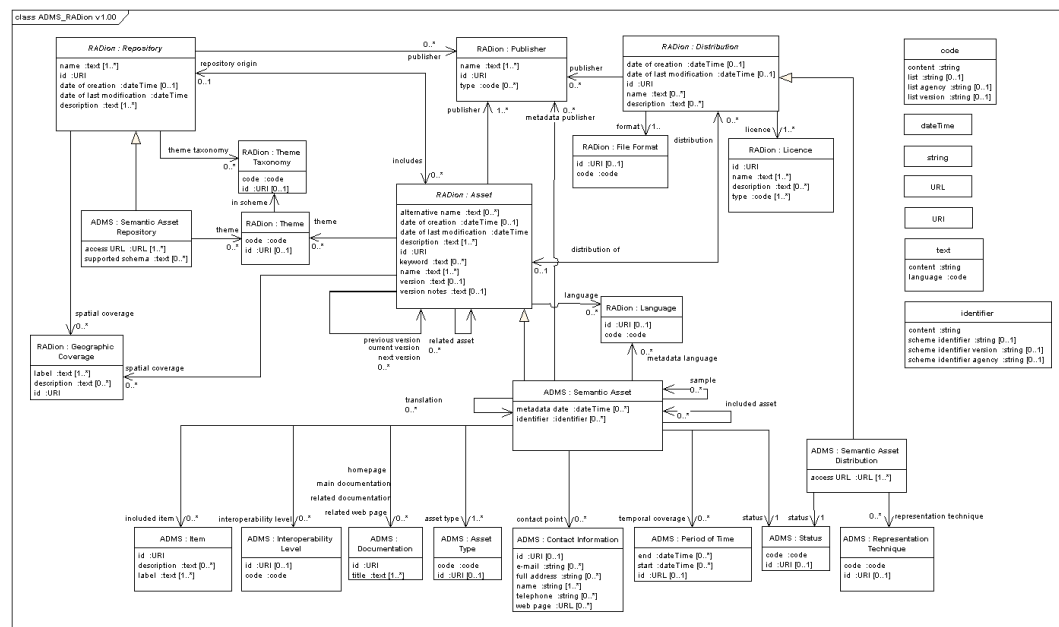 class ADMS_RADion v1.00
RADion : Repository
name :text [1..*]
id :URI
date of creation :dateTime [0..1]
date of last modification :dateTime
description :text [1..*]
0..*
publisher
repository origin
0..1
RADion : Publisher
name :text [1..*]
id :URI
type :code [0..*]
publisher
RADion : Distribution
date of creation :dateTime [0..1]
date of last modification :dateTime [0..1]
id :URI
name :text [0..*]
description :text [0..*]
publisher
1..*
0..*
metadata publisher
0..*
format
1..
distribution
licence
1..*
RADion : File Format
id :URI [0..1]
code :code
RADion : Licence
id :URI
name :text [1..*]
description :text [1..*]
type :code [1..*]
theme taxonomy
0..*
RADion : Theme
Taxonomy
code :code
id :URI [0..1]
in scheme
includes
0..*
RADion : Asset
alternative name :text [0..*]
date of creation :dateTime [0..1]
date of last modification :dateTime
description :text [1..*]
id :URI
keyword :text [0..*]
name :text [1..*]
version :text [0..1]
version notes :text [0..1]
ADMS : Semantic Asset
Repository
access URL :URL [1..*]
supported schema :text [0..*]
theme
0..*
RADion : Theme
code :code
id :URI [0..1]
theme
0..*
distribution of
0..1
language
0..*
RADion : Language
id :URI [0..1]
code :code
metadata language
0..*
previous version
current version
next version
0..*
related asset
0..*
spatial coverage
0..*
RADion : Geographic
Coverage
label :text [1..*]
description :text [0..*]
id :URI
spatial coverage
0..*
ADMS : Semantic Asset
metadata date :dateTime [0..*]
identifier :identifier [0..*]
translation
0..*
sample
0..*
included asset
0..*
ADMS : Semantic Asset
Distribution
access URL :URL [1..*]
included item
0..*
interoperability level
0..*
homepage
main documentation
related documentation
related web page
0..*
asset type
1..*
contact point
0..*
temporal coverage
0..*
status
1
status
1
0..*
representation technique
ADMS : Item
id :URI
description :text [0..*]
label :text [1..*]
ADMS : Interoperability
Level
id :URI [0..1]
code :code
ADMS :
Documentation
id :URI
title :text [1..*]
ADMS : Asset
Type
code :code
id :URI [0..1]
ADMS : Contact Information
id :URI [0..1]
e-mail :string [0..*]
full address :string [0..*]
name :string [1..*]
telephone :string [0..*]
web page :URL [0..*]
ADMS : Period of Time
end :dateTime [0..*]
start :dateTime [0..*]
id :URL [0..1]
ADMS : Status
code :code
id :URI [0..1]
ADMS : Representation
Technique
code :code
id :URI [0..1]
code
content :string
list :string [0..1]
list agency :string [0..1]
list version :string [0..1]
dateTime
string
URL
URI
text
content :string
language :code
identifier
content :string
scheme identifier :string [0..1]
scheme identifier version :string [0..1]
scheme identifier agency :string [0..1]